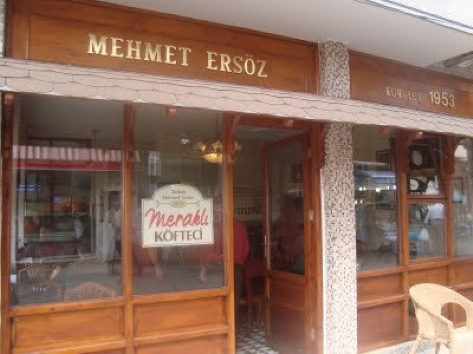 MEHMET ERSÖZ
KURULUŞ 1953
Meraklı
KÖFTECİ